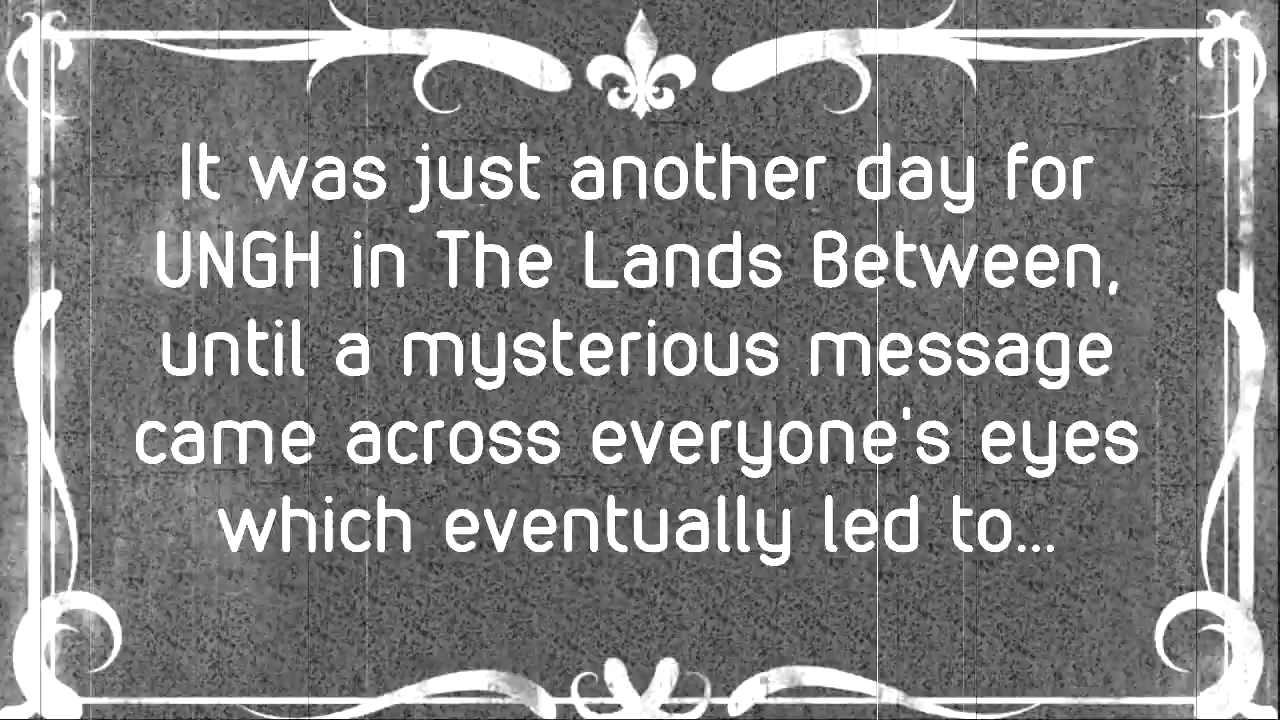 It was just another day for
UNGH in The Lands Between,
until a mysterious message
came across everyone's eyes
which eventually led to...